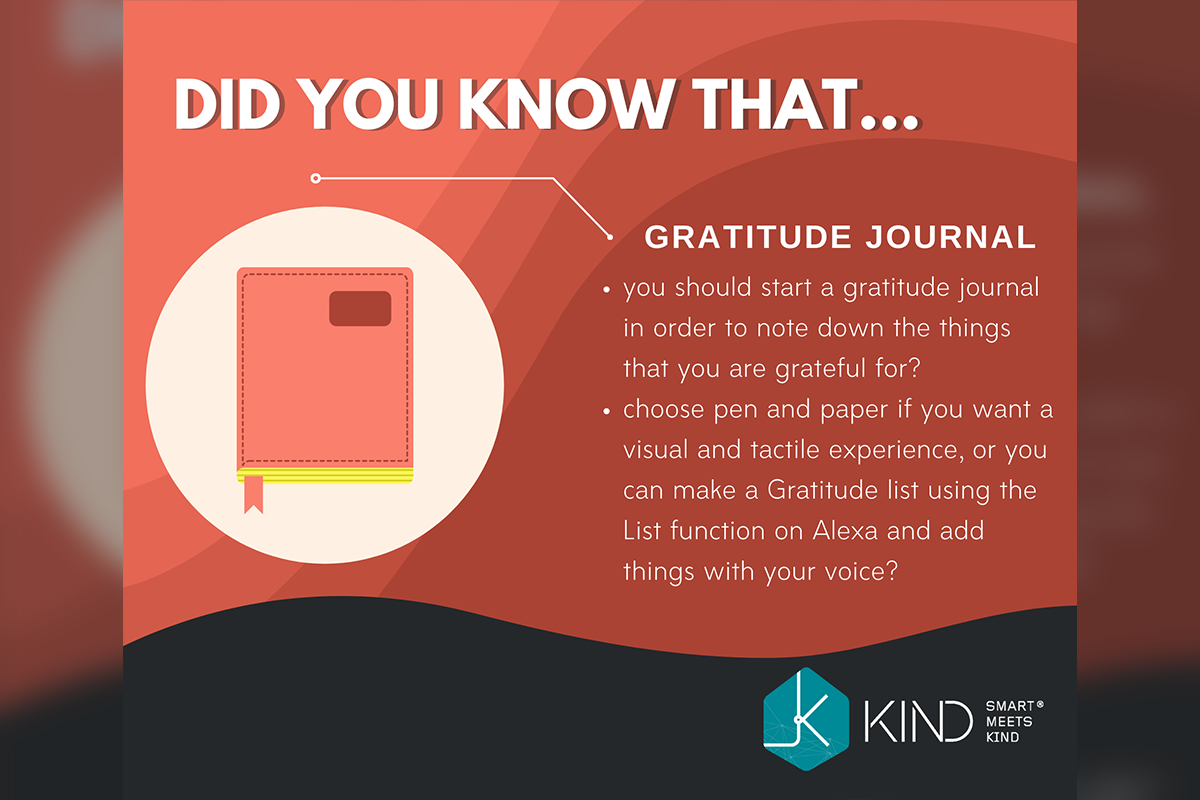 DID YOU KNOW THAT...
GRATITUDE JOURNAL
• you should start a gratitude journal
in order to note down the things
that you are grateful for?
• choose pen and paper if you want a
visual and tactile experience, or you
can make a Gratitude list using the
List function on Alexa and add
things with your voice?
K
KIND
SMART®
MEETS
KIND